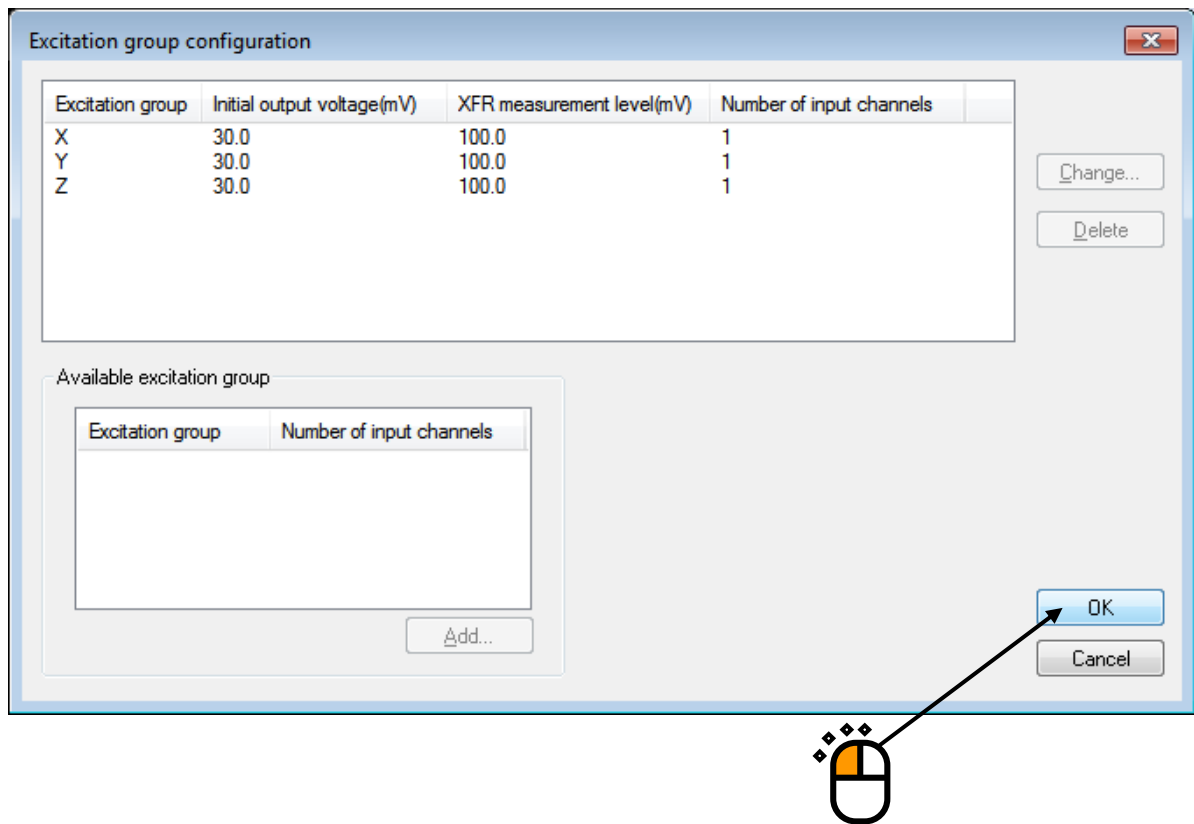 Excitation group configuration
Excitation group Initial output voltage(mV) XFR measurement level(mV) Number of input channels
X 30.0 100.0 1
Y 30.0 100.0 1
Z 30.0 100.0 1
Change...
Delete
Available excitation group
Excitation group Number of input channels
Add...
OK
Cancel